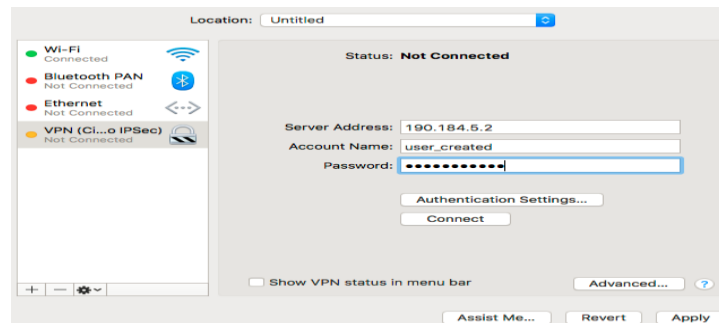 Location: Untitled
Wi-Fi
Connected
Bluetooth PAN
Not Connected
Ethernet
Not Connected
VPN (Ci...o IPSec)
Not Connected
Status: Not Connected
Server Address: 190.184.5.2
Account Name: user_created
Password: •••••••••••
Authentication Settings...
Connect
Show VPN status in menu bar
Advanced... ?
Assist Me... Revert Apply